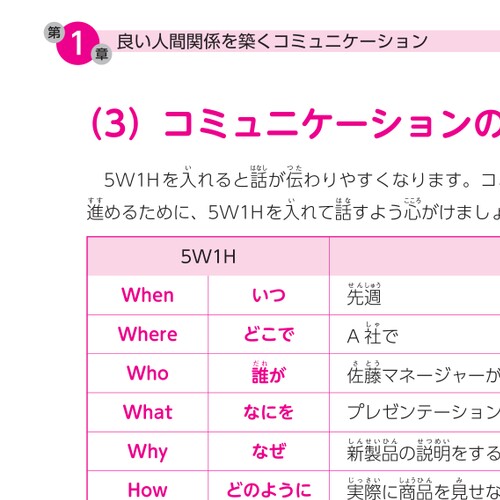 第1章 良い人間関係を築くコミュニケーション
(3) コミュニケーションの
5W1Hを入れると話が伝わりやすくなります。コ
進めるために、5W1Hを入れて話すよう心がけましょ
5W1H
When いつ 先週
Where どこで A社で
Who 誰が 佐藤マネージャーが
What なにを プレゼンテーション
Why なぜ 新製品の説明をする
How どのように 実際に商品を見せな